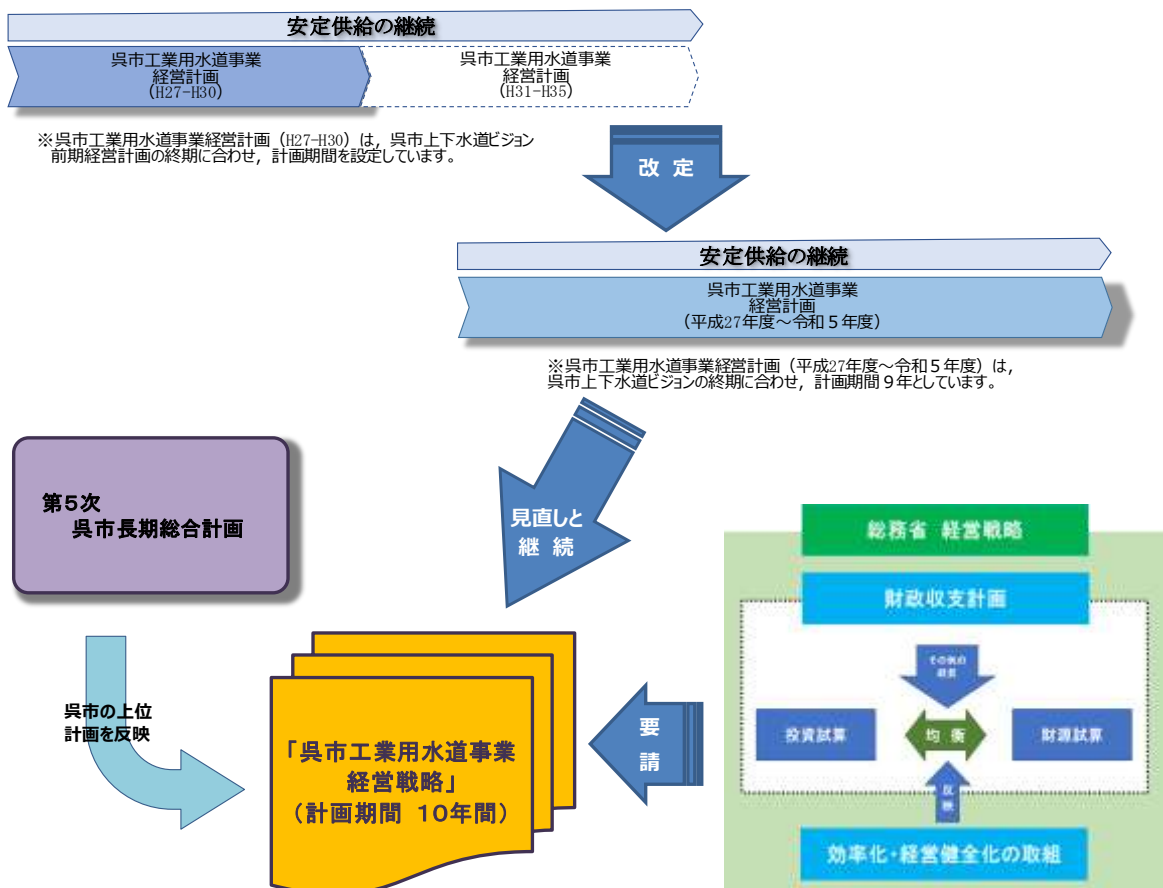 安定供給の継続
呉市工業用水道事業
経営計画
(H27-H30)
呉市工業用水道事業
経営計画
(H31-H35)
※呉市工業用水道事業経営計画(H27-H30)は,呉市上下水道ビジョン
前期経営計画の終期に合わせ,計画期間を設定しています。
改 定
安定供給の継続
呉市工業用水道事業
経営計画
(平成27年度～令和５年度)
※呉市工業用水道事業経営計画(平成27年度～令和５年度)は,
呉市上下水道ビジョンの終期に合わせ,計画期間９年としています。
見直しと
継 続
第5次
呉市長期総合計画
呉市の上位
計画を反映
「呉市工業用水道事業
経営戦略」
（計画期間 10年間）
要
請
総務省 経営戦略
財政収支計画
その他の
投資試算
均 衡
財源試算
反
映
効率化・経営健全化の取組